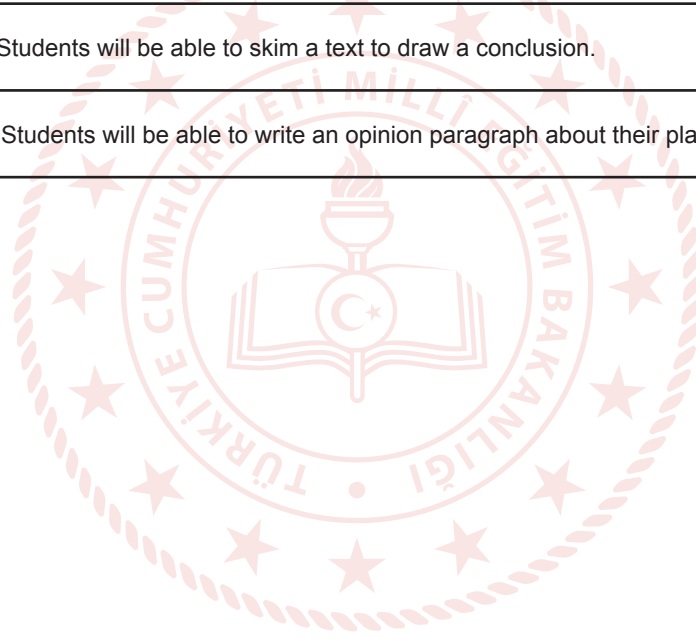 Students will be able to skim a text to draw a conclusion.
Students will be able to write an opinion paragraph about their pla
TÜRKİYE CUMHURİYETİ MİLLÎ EĞİTİM BAKANLIĞI